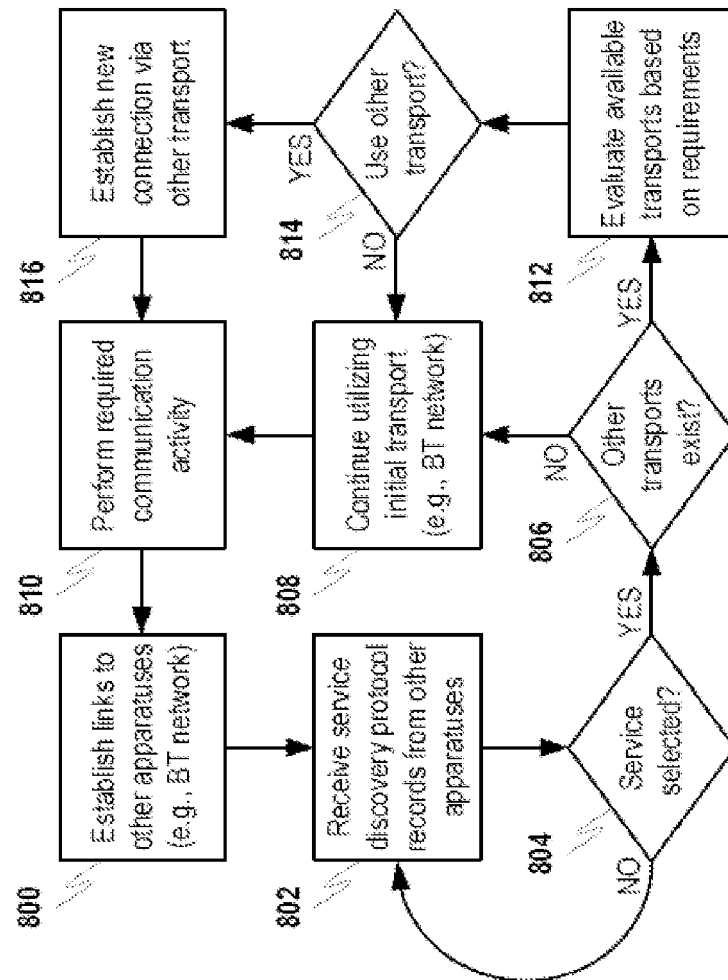 800
Establish links to
other apparatuses
(e.g., BT network)
802
Receive service
discovery protocol
records from other
apparatuses
804
Service
selected?
NO
YES
806
Other
transports
exist?
NO
YES
808
Continue utilizing
initial transport
(e.g., BT network)
810
Perform required
communication
activity
812
Evaluate available
transports based
on requirements
814
Use other
transport?
NO
YES
816
Establish new
connection via
other transport